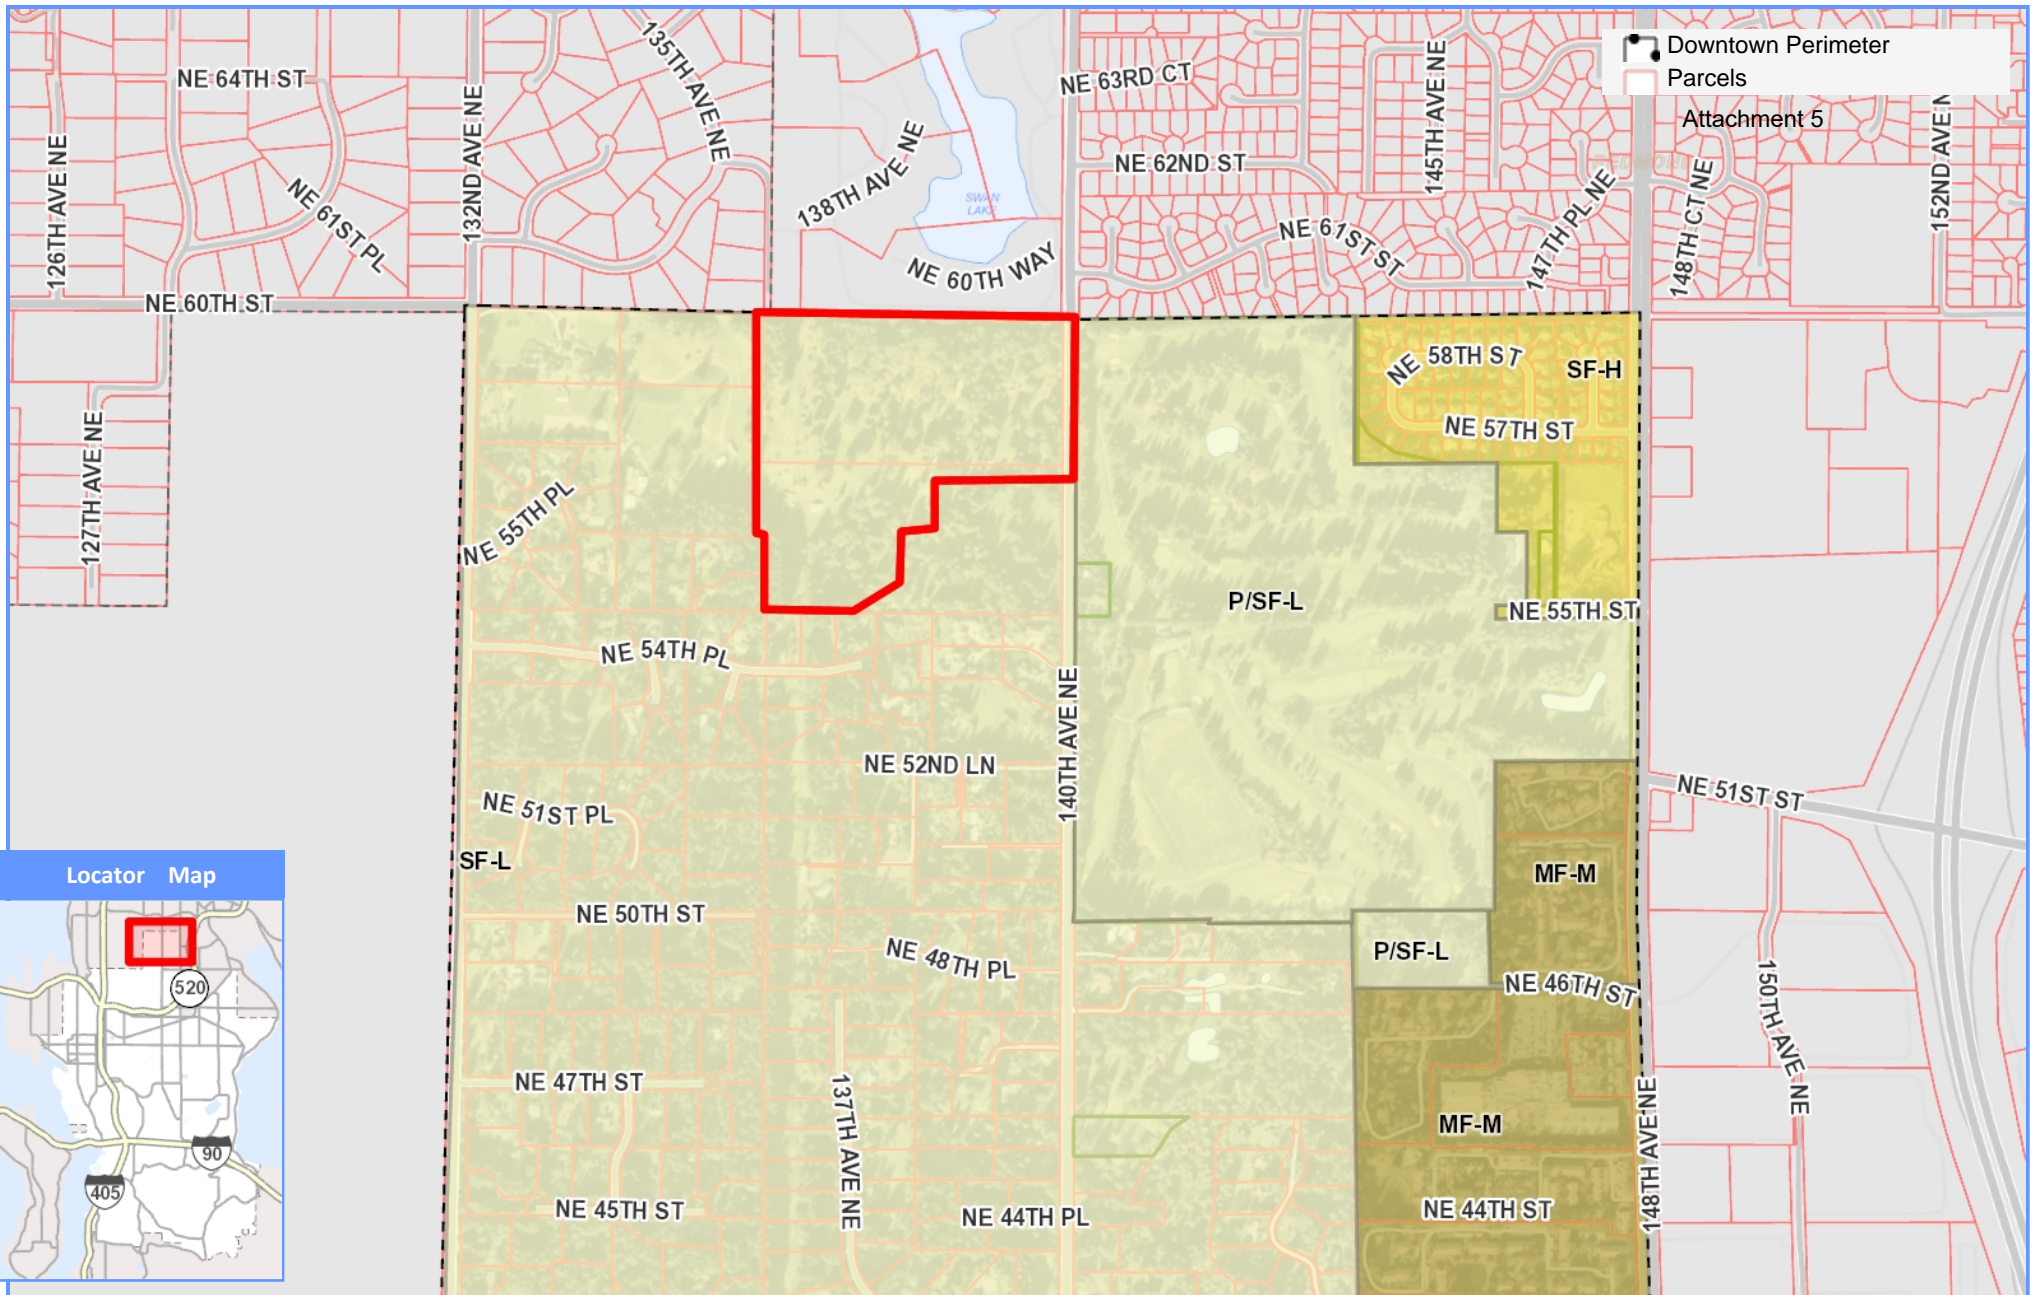 Downtown Perimeter
Parcels
Attachment 5
NE 64TH ST
135TH AVE NE
NE 63RD CT
145TH AVE NE
132ND AVE NE
126TH AVE NE
NE 61ST PL
138TH AVE NE
NE 62ND ST
REDMOND
152ND AVE N
SWAN
LAKE
NE 61ST ST
147TH PL NE
148TH CT NE
NE 60TH WAY
NE 60TH ST
NE 58TH ST
SF-H
NE 57TH ST
127TH AVE NE
NE 55TH PL
P/SF-L
NE 55TH ST
NE 54TH PL
140TH AVE NE
NE 52ND LN
NE 51ST ST
NE 51ST PL
SF-L
MF-M
Locator Map
NE 50TH ST
NE 48TH PL
P/SF-L
520
NE 46TH ST
150TH AVE NE
NE 47TH ST
137TH AVE NE
MF-M
148TH AVE NE
90
405
NE 45TH ST
NE 44TH PL
NE 44TH ST